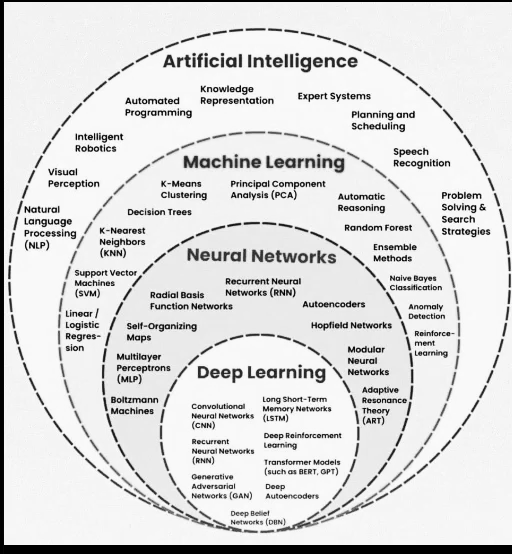 Artificial Intelligence
Knowledge
Representation
Expert Systems
Automated
Programming
Planning and
Scheduling
Intelligent
Robotics
Speech
Recognition
Visual
Perception
Problem
Solving &
Search
Strategies
Natural
Language
Processing
(NLP)
Machine Learning
K-Means
Clustering
Principal Component
Analysis (PCA)
Automatic
Reasoning
Decision Trees
Random Forest
K-Nearest
Neighbors
(KNN)
Ensemble
Methods
Support Vector
Machines
(SVM)
Naive Bayes
Classification
Anomaly
Detection
Linear /
Logistic
Regres-
sion
Reinforce-
ment
Learning
Neural Networks
Recurrent Neural
Networks (RNN)
Radial Basis
Function Networks
Autoencoders
Self-Organizing
Maps
Hopfield Networks
Multilayer
Perceptrons
(MLP)
Modular
Neural
Networks
Boltzmann
Machines
Adaptive
Resonance
Theory
(ART)
Deep Learning
Convolutional
Neural Networks
(CNN)
Long Short-Term
Memory Networks
(LSTM)
Recurrent
Neural Networks
(RNN)
Deep Reinforcement
Learning
Transformer Models
(such as BERT, GPT)
Generative
Adversarial
Networks (GAN)
Deep
Autoencoders
Deep Belief
Networks (DBN)